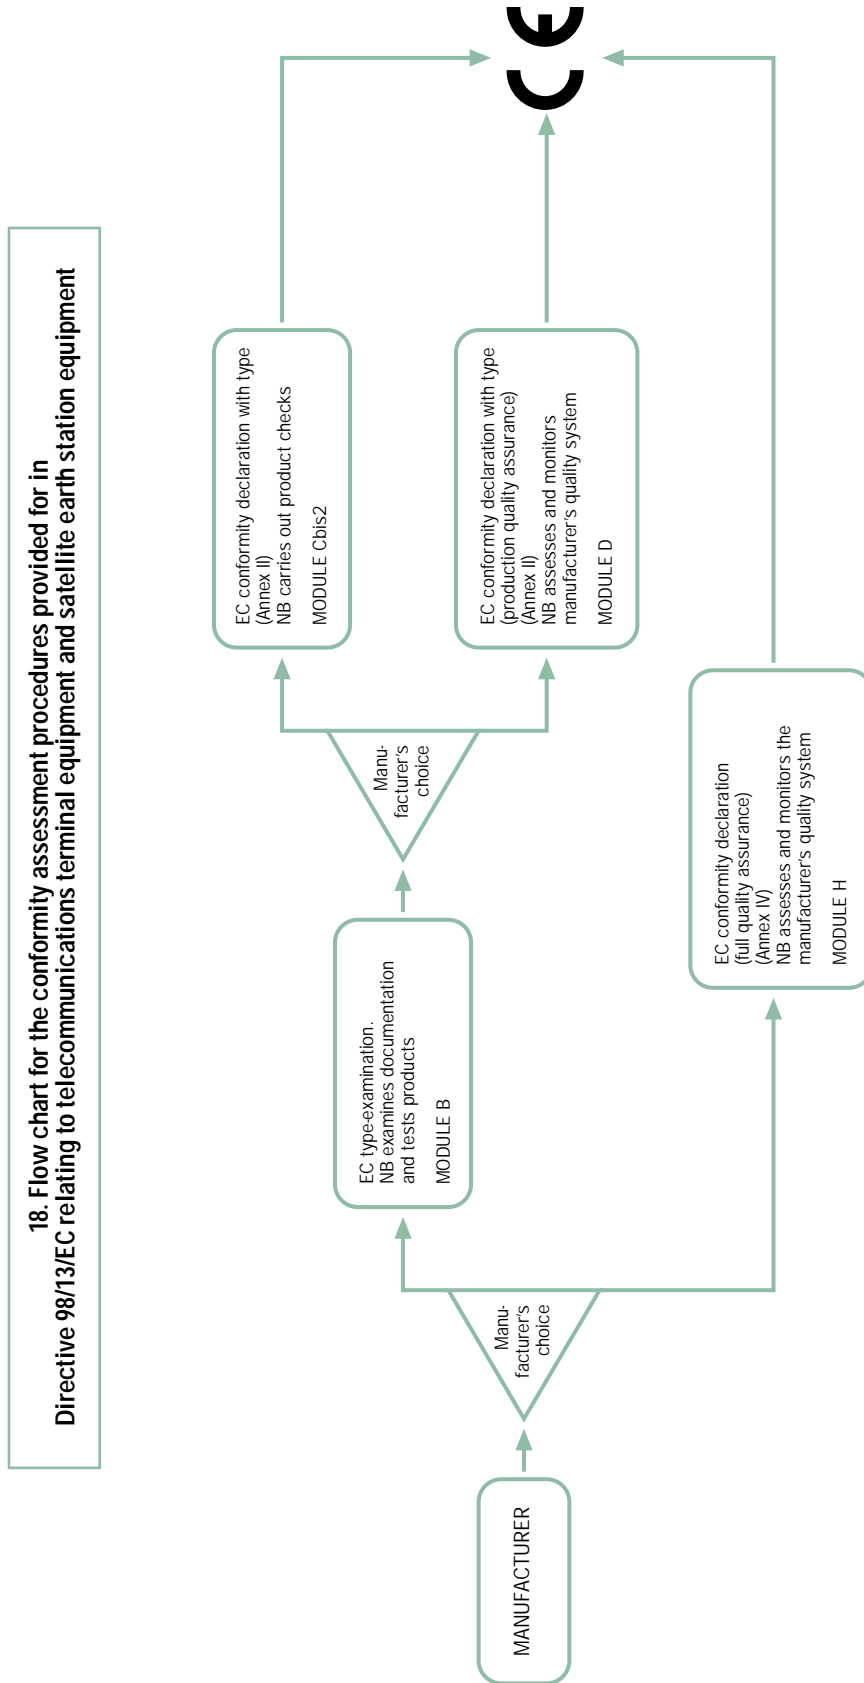 18. Flow chart for the conformity assessment procedures provided for in
Directive 98/13/EC relating to telecommunications terminal equipment and satellite earth station equipment
MANUFACTURER
Manu-
facturer's
choice
EC type-examination.
NB examines documentation
and tests products
MODULE B
Manu-
facturer's
choice
EC conformity declaration with type
(Annex II)
NB carries out product checks
MODULE Cbis2
EC conformity declaration with type
(production quality assurance)
(Annex II)
NB assesses and monitors
manufacturer's quality system
MODULE D
EC conformity declaration
(full quality assurance)
(Annex IV)
NB assesses and monitors the
manufacturer's quality system
MODULE H
CE